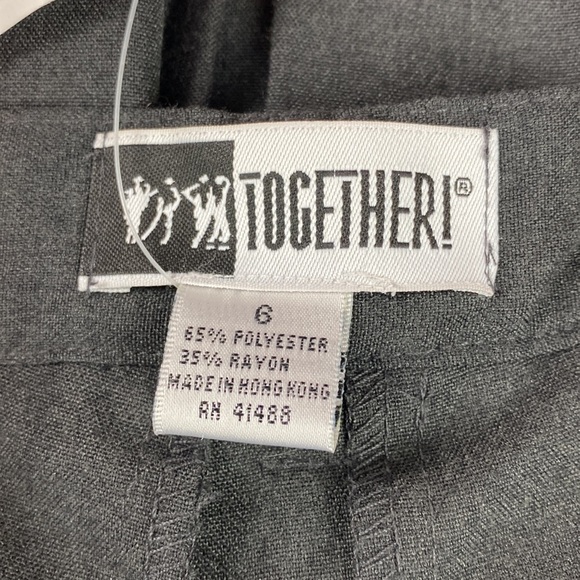 TOGETHER!®
6
65% POLYESTER
35% RAYON
MADE IN HONG KONG
RN 41488